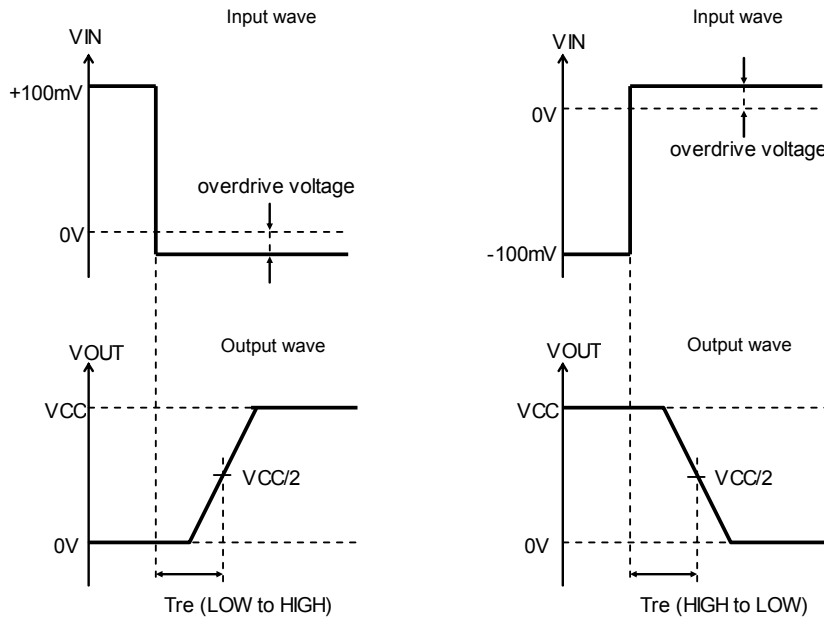 Input wave
VIN
+100mV
overdrive voltage
0V
Input wave
VIN
0V
overdrive voltage
-100mV
Output wave
VOUT
VCC
VCC/2
0V
Tre (LOW to HIGH)
Output wave
VOUT
VCC
VCC/2
0V
Tre (HIGH to LOW)